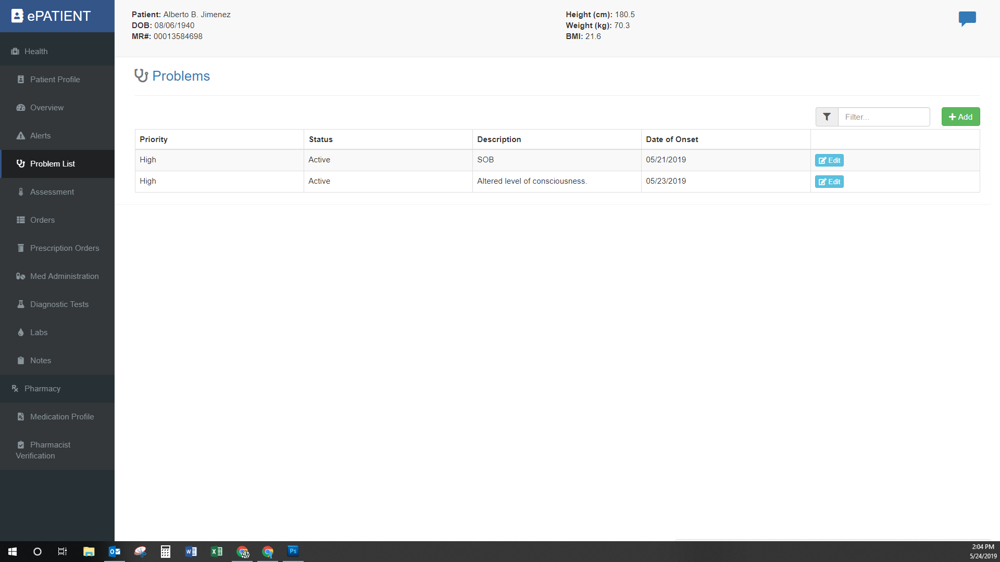 ePATIENT
Patient: Alberto B. Jimenez
DOB: 08/06/1940
MR#: 00013584698
Height (cm): 180.5
Weight (kg): 70.3
BMI: 21.6
Health
Patient Profile
Overview
Alerts
Problem List
Assessment
Orders
Prescription Orders
Med Administration
Diagnostic Tests
Labs
Notes
Pharmacy
Medication Profile
Pharmacist
Verification
Problems
Filter...
Add
Priority Status Description Date of Onset
High Active SOB 05/21/2019 Edit
High Active Altered level of consciousness. 05/23/2019 Edit
2:04 PM
5/24/2019